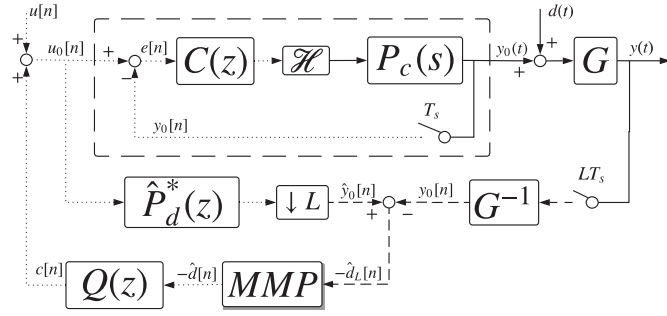 u[n]
d(t)
+
u₀[n]
+
e[n]
C(z)
ℋ
P_c(s)
y₀(t)
+
+
G
y(t)
+
−
y₀[n]
T_s
LT_s
P̂*_d(z)
↓ L
ŷ₀[n]
+
−
y₀[n]
G⁻¹
c[n]
Q(z)
-d̂[n]
MMP
-d̂_L[n]